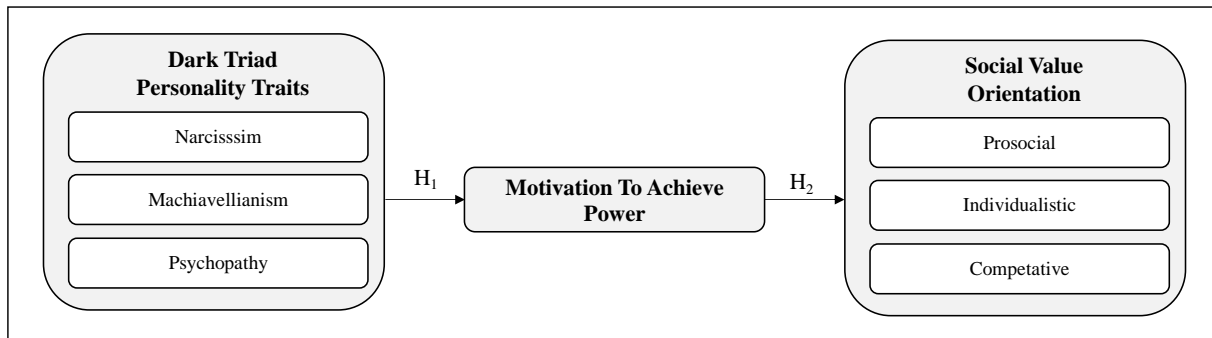 Dark Triad
Personality Traits
Narcisssim
Machiavellianism
Psychopathy
H₁
Motivation To Achieve
Power
H₂
Social Value
Orientation
Prosocial
Individualistic
Competative